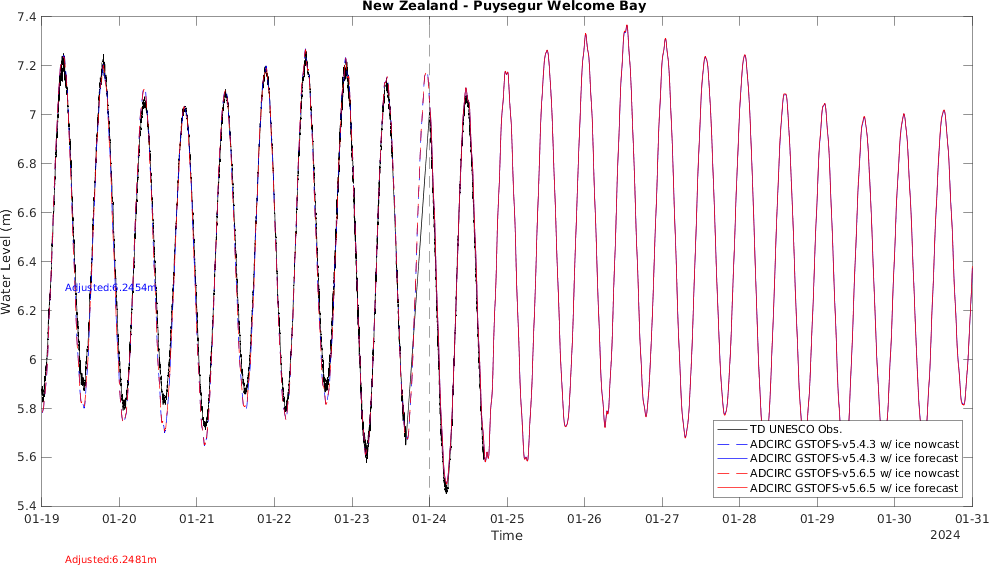 New Zealand - Puysegur Welcome Bay
7.4
7.2
7
6.8
6.6
6.4
6.2
6
5.8
5.6
5.4
Water Level (m)
Adjusted:6.2454m
TD UNESCO Obs.
ADCIRC GSTOFS-v5.4.3 w/ ice nowcast
ADCIRC GSTOFS-v5.4.3 w/ ice forecast
ADCIRC GSTOFS-v5.6.5 w/ ice nowcast
ADCIRC GSTOFS-v5.6.5 w/ ice forecast
01-19 01-20 01-21 01-22 01-23 01-24 01-25 01-26 01-27 01-28 01-29 01-30 01-31
Time
2024
Adjusted:6.2481m